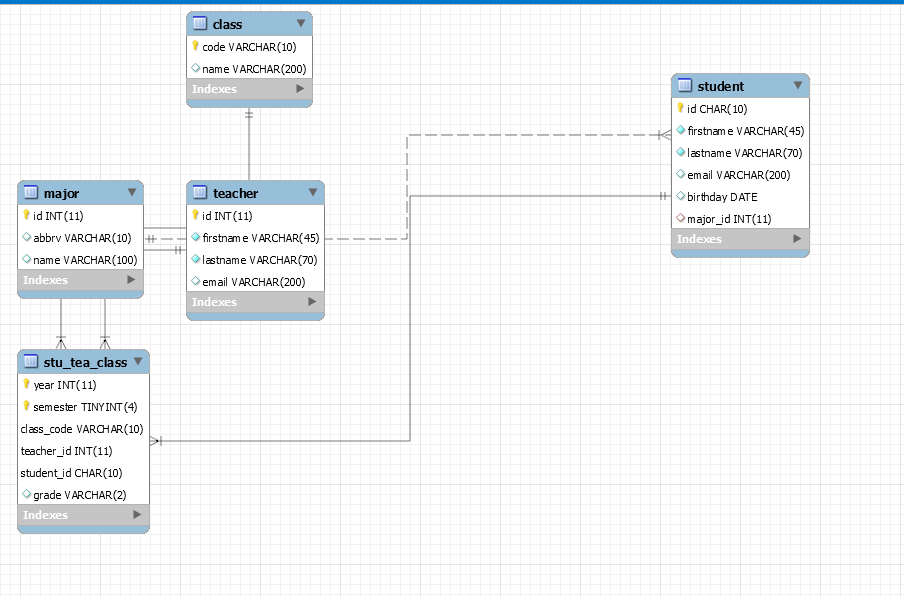 class
code VARCHAR(10)
name VARCHAR(200)
Indexes
student
id CHAR(10)
firstname VARCHAR(45)
lastname VARCHAR(70)
email VARCHAR(200)
birthday DATE
major_id INT(11)
Indexes
major
id INT(11)
abbrv VARCHAR(10)
name VARCHAR(100)
Indexes
teacher
id INT(11)
firstname VARCHAR(45)
lastname VARCHAR(70)
email VARCHAR(200)
Indexes
stu_tea_class
year INT(11)
semester TINYINT(4)
class_code VARCHAR(10)
teacher_id INT(11)
student_id CHAR(10)
grade VARCHAR(2)
Indexes